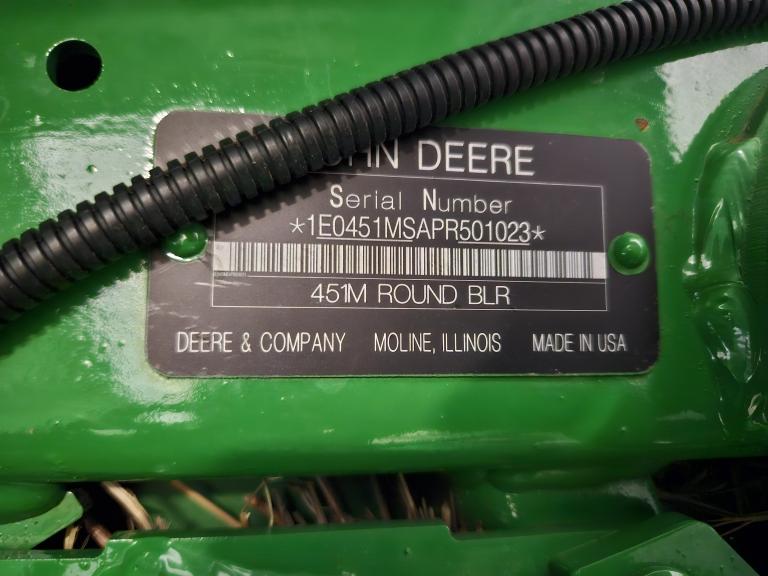 DEERE
Serial Number
*1E0451MSAPR501023*
451M ROUND BLR
DEERE & COMPANY MOLINE, ILLINOIS MADE IN USA